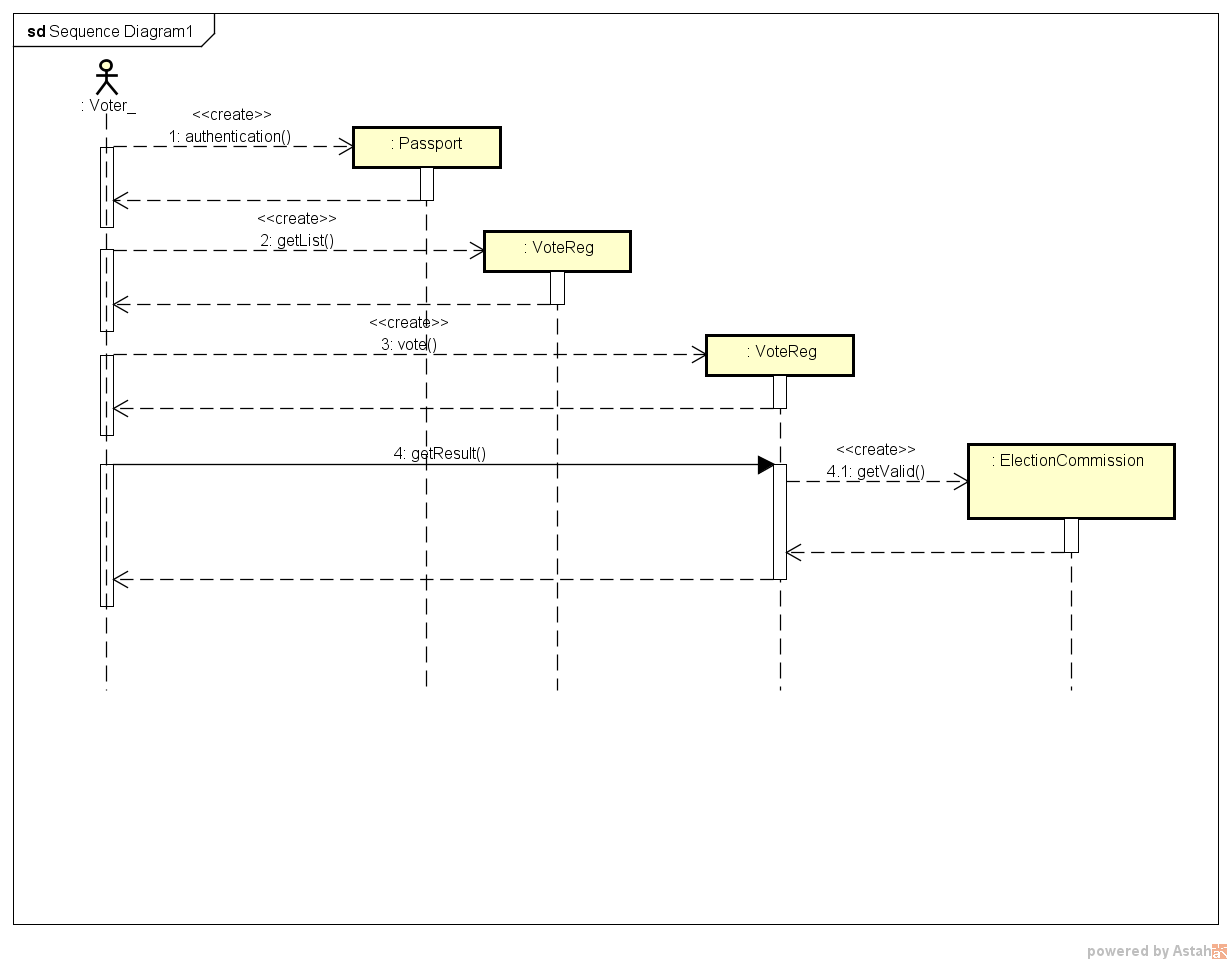 sd Sequence Diagram1
: Voter_
<<create>>
1: authentication()
: Passport
<<create>>
2: getList()
: VoteReg
<<create>>
3: vote()
: VoteReg
4: getResult()
<<create>>
4.1: getValid()
: ElectionCommission
powered by Astah